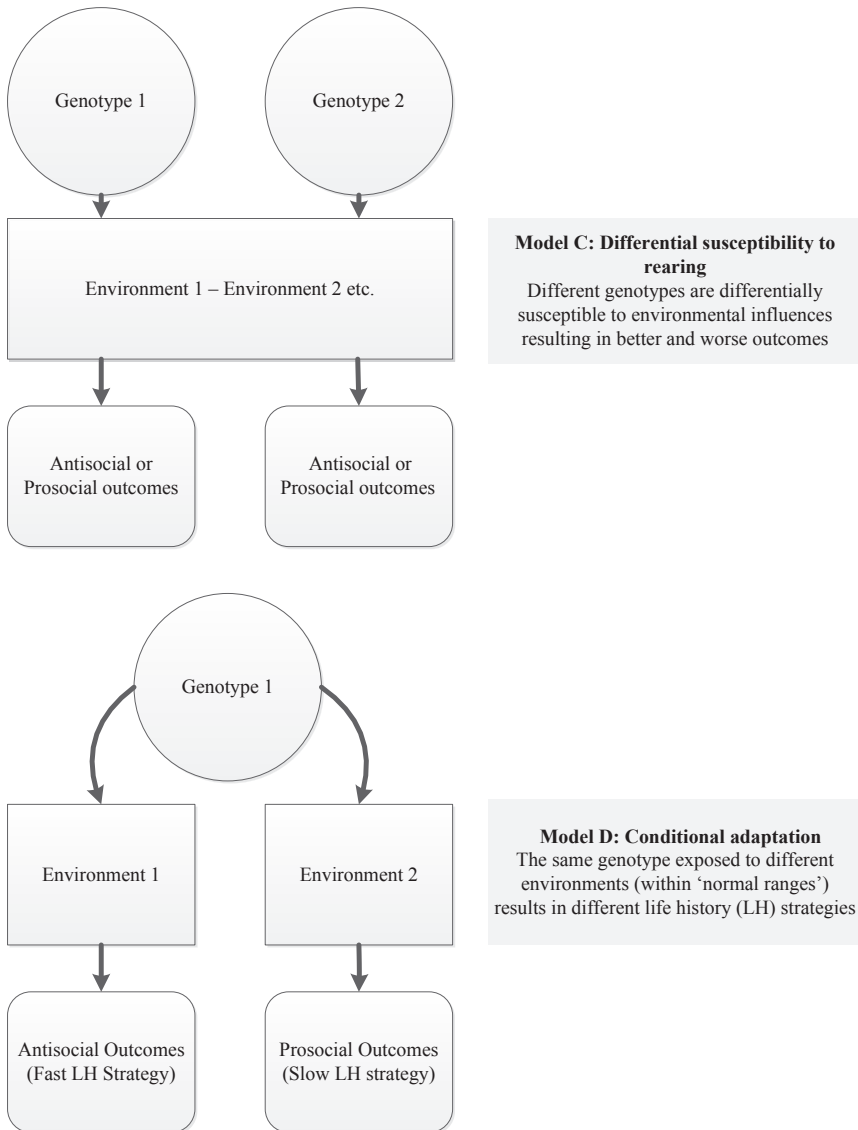 Genotype 1
Genotype 2
Environment 1 – Environment 2 etc.
Model C: Differential susceptibility to
rearing
Different genotypes are differentially
susceptible to environmental influences
resulting in better and worse outcomes
Antisocial or
Prosocial outcomes
Antisocial or
Prosocial outcomes
Genotype 1
Environment 1
Environment 2
Model D: Conditional adaptation
The same genotype exposed to different
environments (within ‘normal ranges’)
results in different life history (LH) strategies
Antisocial Outcomes
(Fast LH Strategy)
Prosocial Outcomes
(Slow LH strategy)